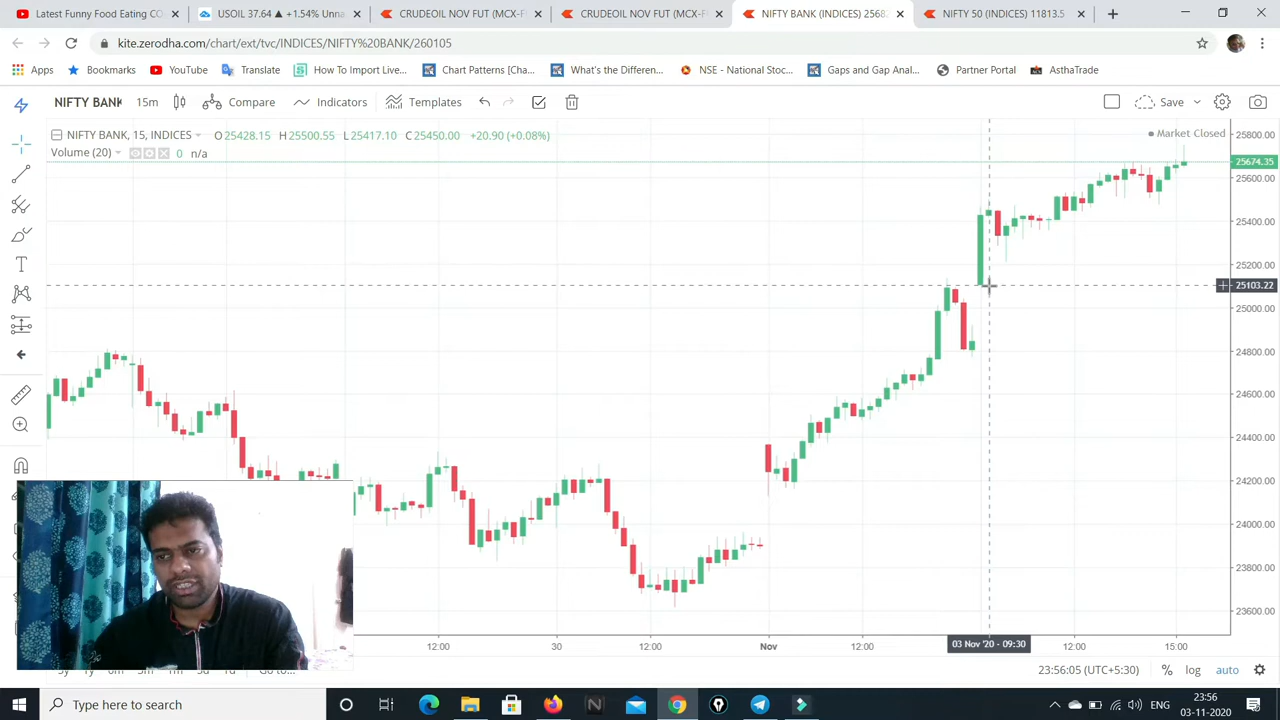 Latest Funny Food Eating CO
USOIL 37.64 ▲ +1.54% Unna
CRUDEOIL NOV FUT (MCX-F
CRUDEOIL NOV FUT (MCX-F
NIFTY BANK (INDICES) 2568
NIFTY 50 (INDICES) 11813.5
kite.zerodha.com/chart/ext/tvc/INDICES/NIFTY%20BANK/260105
Apps
Bookmarks
YouTube
Translate
How To Import Live...
Chart Patterns [Cha...
What's the Differen...
NSE - National Stoc...
Gaps and Gap Anal...
Partner Portal
AsthaTrade
NIFTY BANK 15m Compare Indicators Templates Save
NIFTY BANK, 15, INDICES O25428.15 H25500.55 L25417.10 C25450.00 +20.90 (+0.08%)
Market Closed
Volume (20) 0 n/a
25800.00
25674.35
25600.00
25400.00
25200.00
25103.22
25000.00
24800.00
24600.00
24400.00
24200.00
24000.00
23800.00
23600.00
12:00 30 12:00 Nov 12:00 03 Nov '20 - 09:30 12:00 15:00
23:56:05 (UTC+5:30) % log auto
Type here to search
23:56
03-11-2020